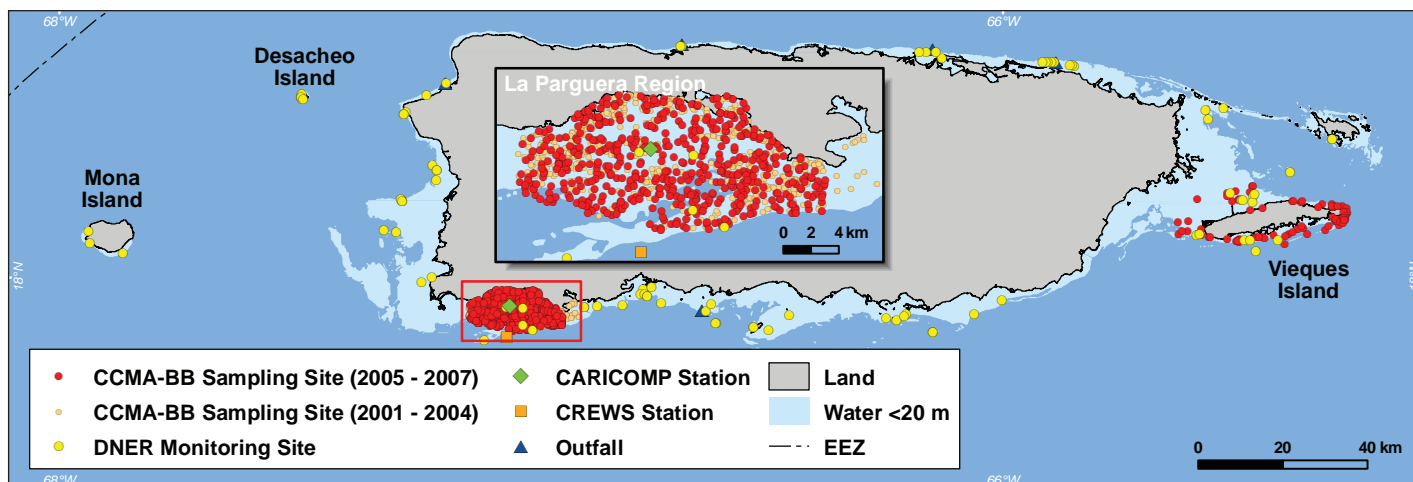 68°W
66°W
Desacheo
Island
La Parguera Region
Mona
Island
0 2 4 km
18°N
18°N
Vieques
Island
CCMA-BB Sampling Site (2005 - 2007)
CARICOMP Station
Land
CCMA-BB Sampling Site (2001 - 2004)
CREWS Station
Water <20 m
DNER Monitoring Site
Outfall
EEZ
0 20 40 km
68°W
66°W